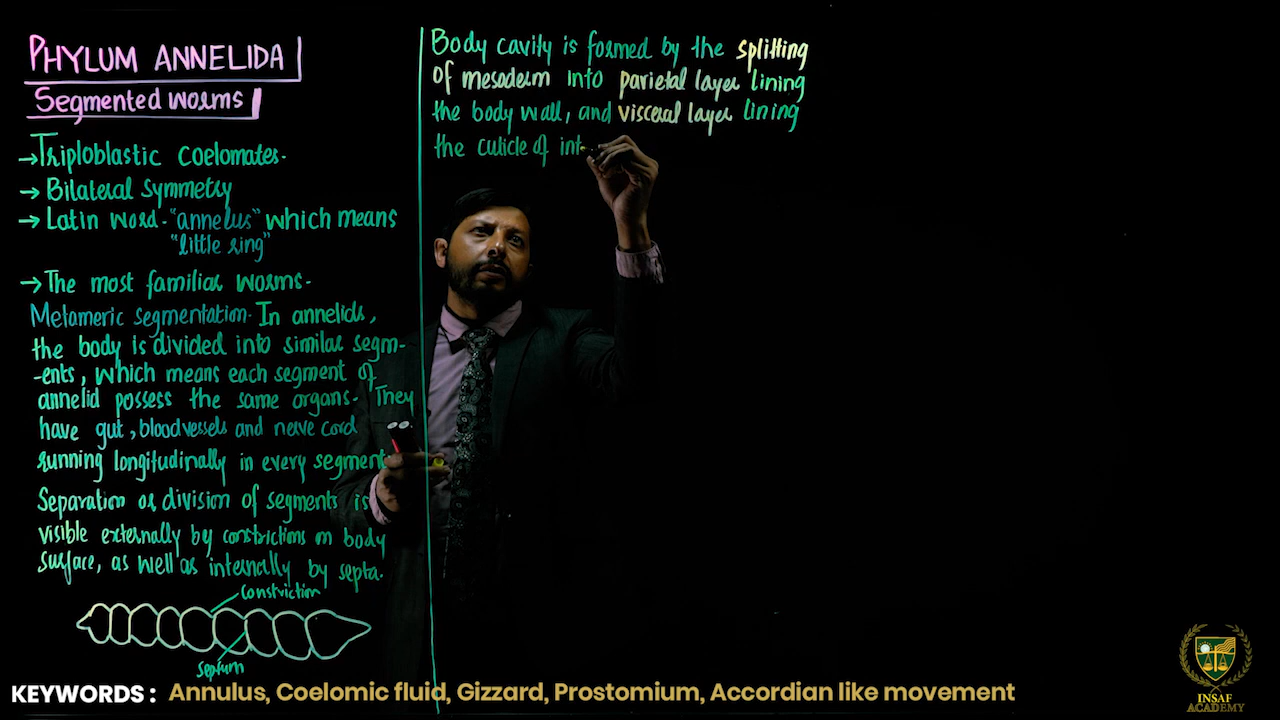 PHYLUM ANNELIDA
Segmented worms
→ Triploblastic coelomates.
→ Bilateral Symmetry
→ Latin word - "annelus" which means
"little ring"
→ The most familiar worms.
Metameric segmentation. In annelids,
the body is divided into similar segm-
-ents, which means each segment of
annelid possess the same organs. They
have gut, blood vessels and nerve cord
running longitudinally in every segment
Separation or division of segments is
visible externally by constrictions on body
surface, as well as internally by septa.
constriction
septum
Body cavity is formed by the splitting
of mesoderm into parietal layer lining
the body wall, and visceral layer lining
the cuticle of int
KEYWORDS : Annulus, Coelomic fluid, Gizzard, Prostomium, Accordian like movement
INSAF
ACADEMY